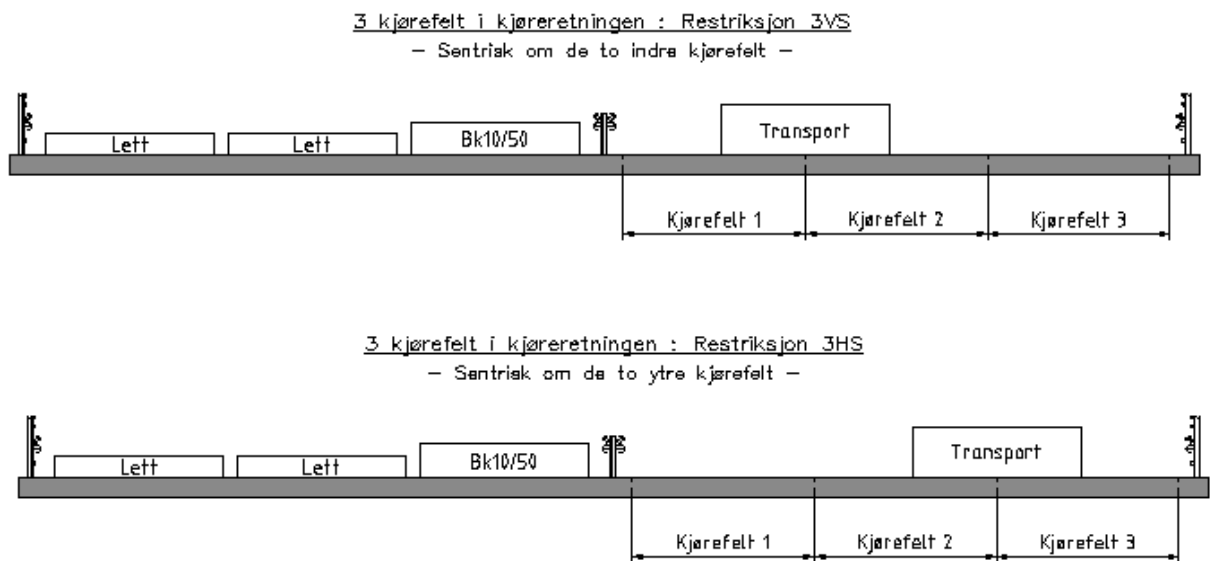 3 kjørefelt i kjøreretningen : Restriksjon 3VS
– Sentrisk om de to indre kjørefelt –
Lett Lett Bk10/50 Transport
Kjørefelt 1 Kjørefelt 2 Kjørefelt 3
3 kjørefelt i kjøreretningen : Restriksjon 3HS
– Sentrisk om de to ytre kjørefelt –
Lett Lett Bk10/50 Transport
Kjørefelt 1 Kjørefelt 2 Kjørefelt 3